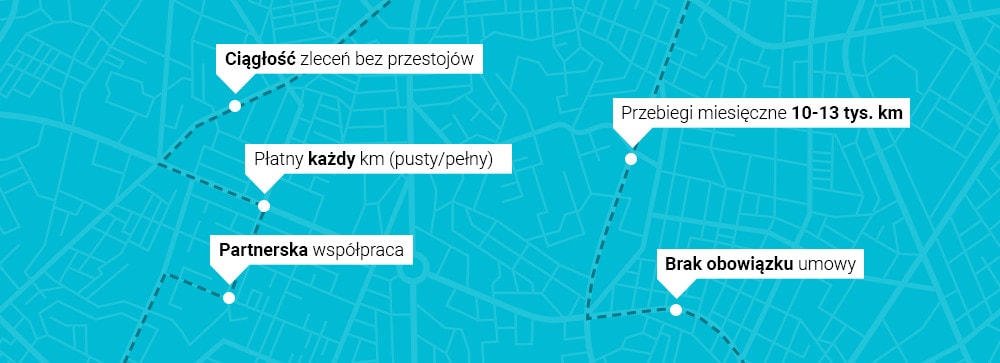 Ciągłość zleceń bez przestojów
Płatny każdy km (pusty/pełny)
Partnerska współpraca
Przebiegi miesięczne 10-13 tys. km
Brak obowiązku umowy